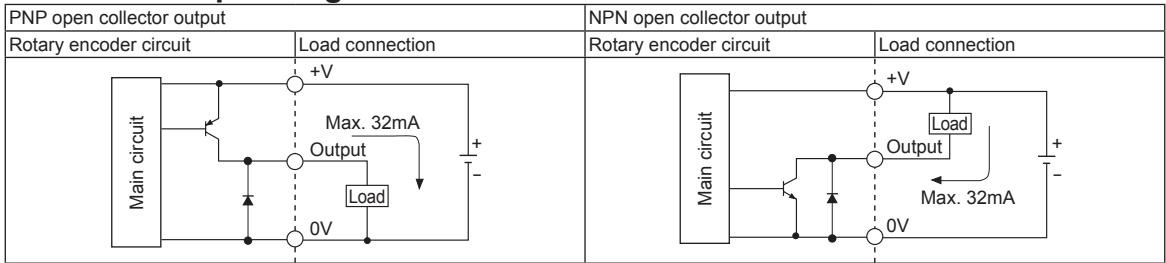 PNP open collector output
NPN open collector output
Rotary encoder circuit
Load connection
Rotary encoder circuit
Load connection
Main circuit
+V
Max. 32mA
Output
Load
0V
+
−
Main circuit
+V
Load
Output
Max. 32mA
0V
+
−